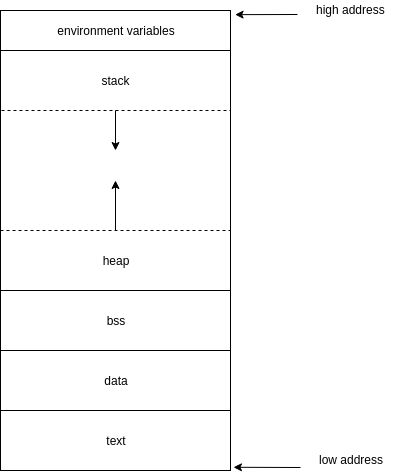 high address
environment variables
stack
heap
bss
data
text
low address